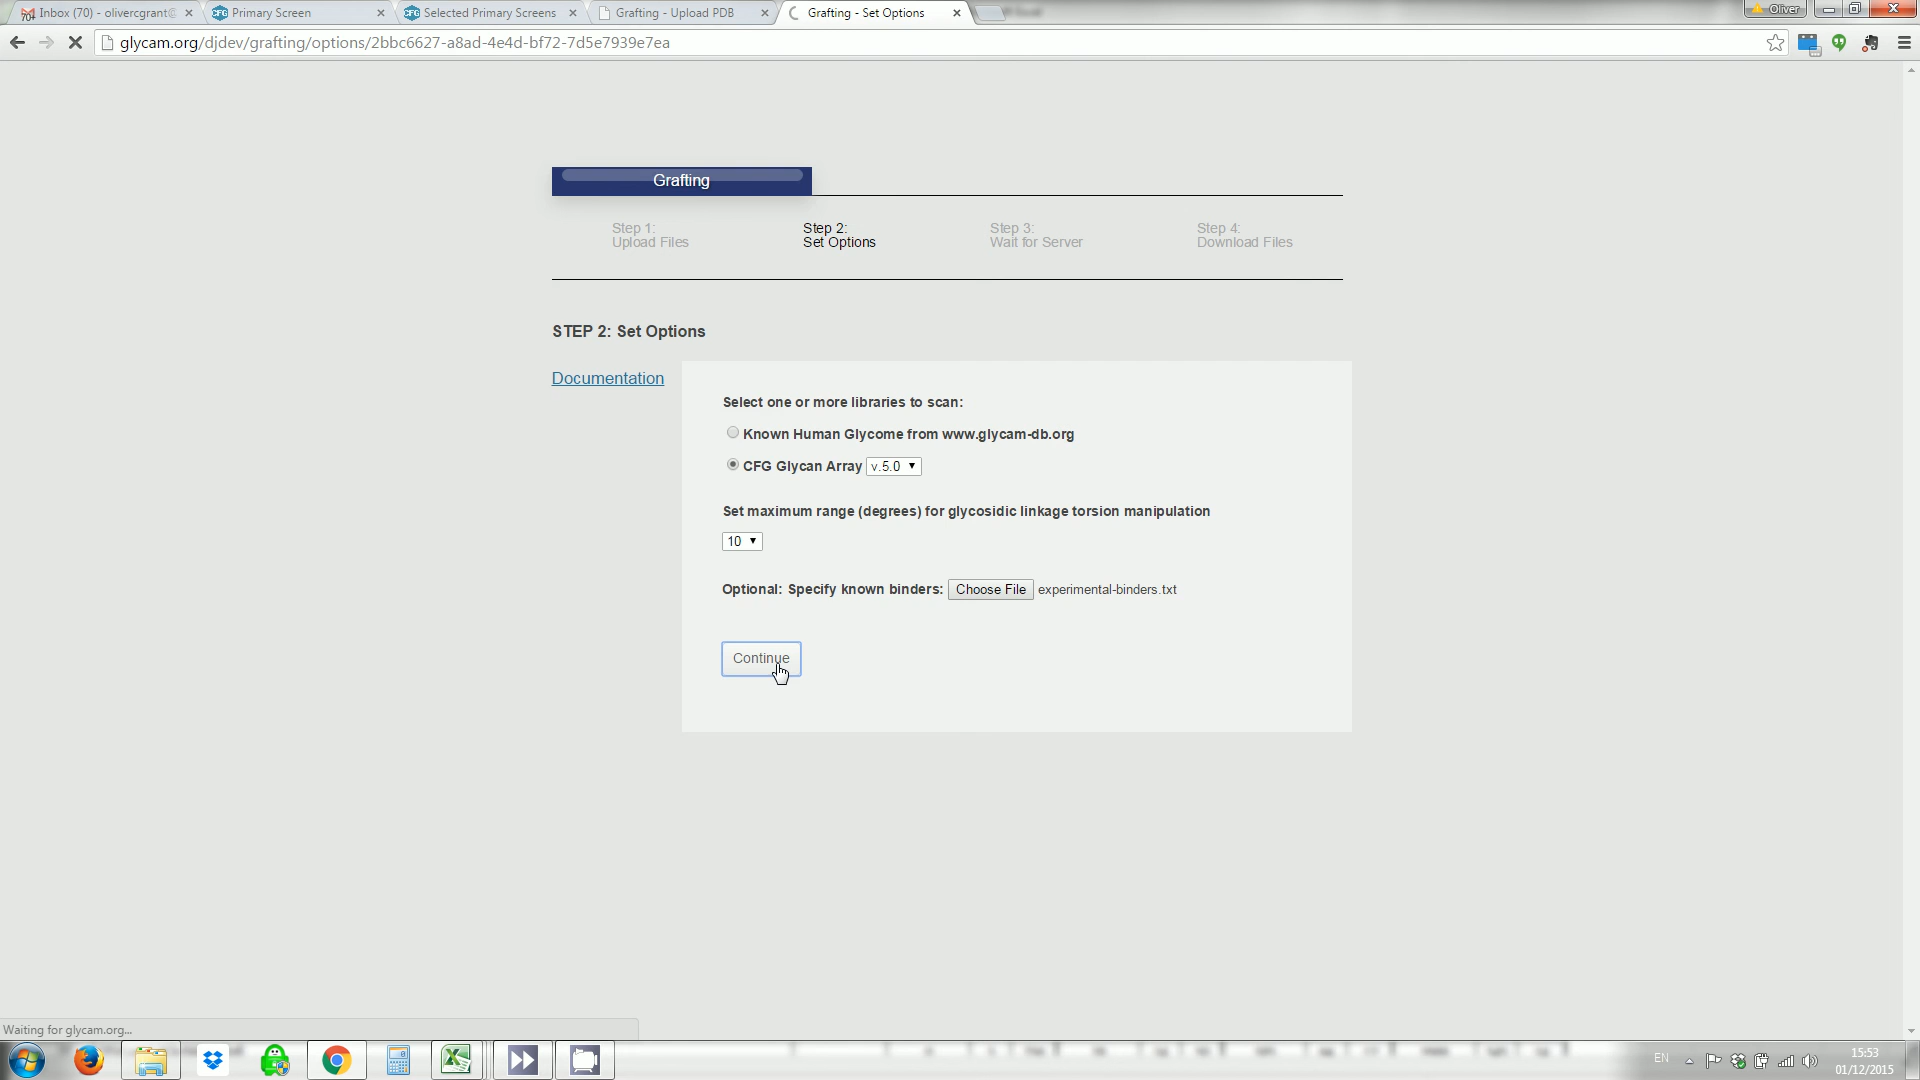 Inbox (70) - olivercgrant@
Primary Screen
Selected Primary Screens
Grafting - Upload PDB
Grafting - Set Options
Oliver
glycam.org/djdev/grafting/options/2bbc6627-a8ad-4e4d-bf72-7d5e7939e7ea
Grafting
Step 1:
Upload Files
Step 2:
Set Options
Step 3:
Wait for Server
Step 4:
Download Files
STEP 2: Set Options
Documentation
Select one or more libraries to scan:
Known Human Glycome from www.glycam-db.org
CFG Glycan Array v.5.0
Set maximum range (degrees) for glycosidic linkage torsion manipulation
10
Optional: Specify known binders: Choose File experimental-binders.txt
Continue
Waiting for glycam.org...
EN
15:53
01/12/2015